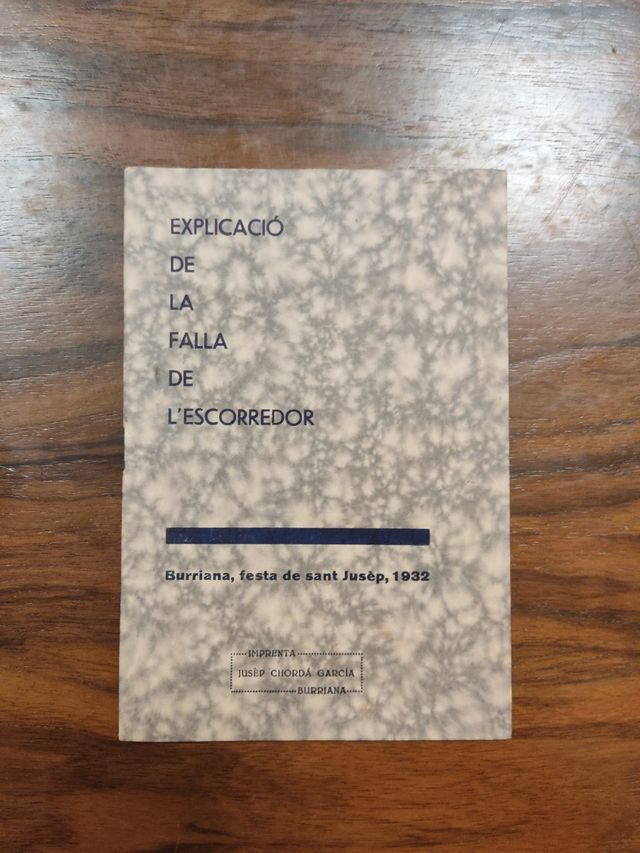 EXPLICACIÓ
DE
LA
FALLA
DE
L'ESCORREDOR
Burriana, festa de sant Jusèp, 1932
IMPRENTA
JUSÈP CHORDÁ GARCÍA
BURRIANA